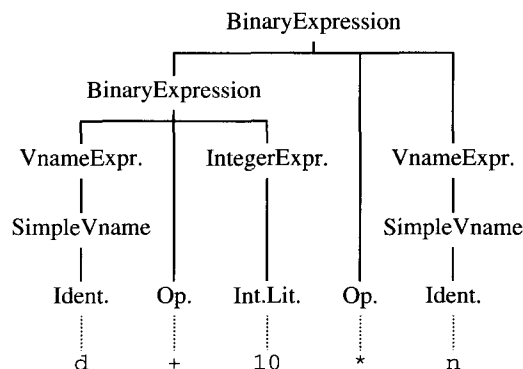 BinaryExpression
BinaryExpression
VnameExpr. IntegerExpr. VnameExpr.
SimpleVname SimpleVname
Ident. Op. Int.Lit. Op. Ident.
d + 10 * n